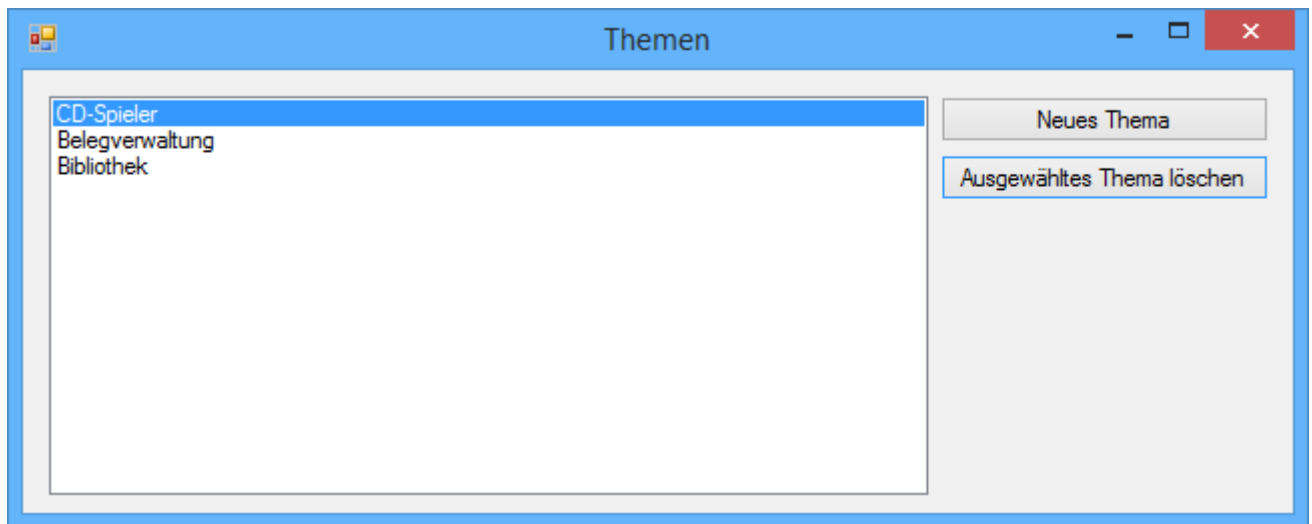 Themen
CD-Spieler
Belegverwaltung
Bibliothek
Neues Thema
Ausgewähltes Thema löschen